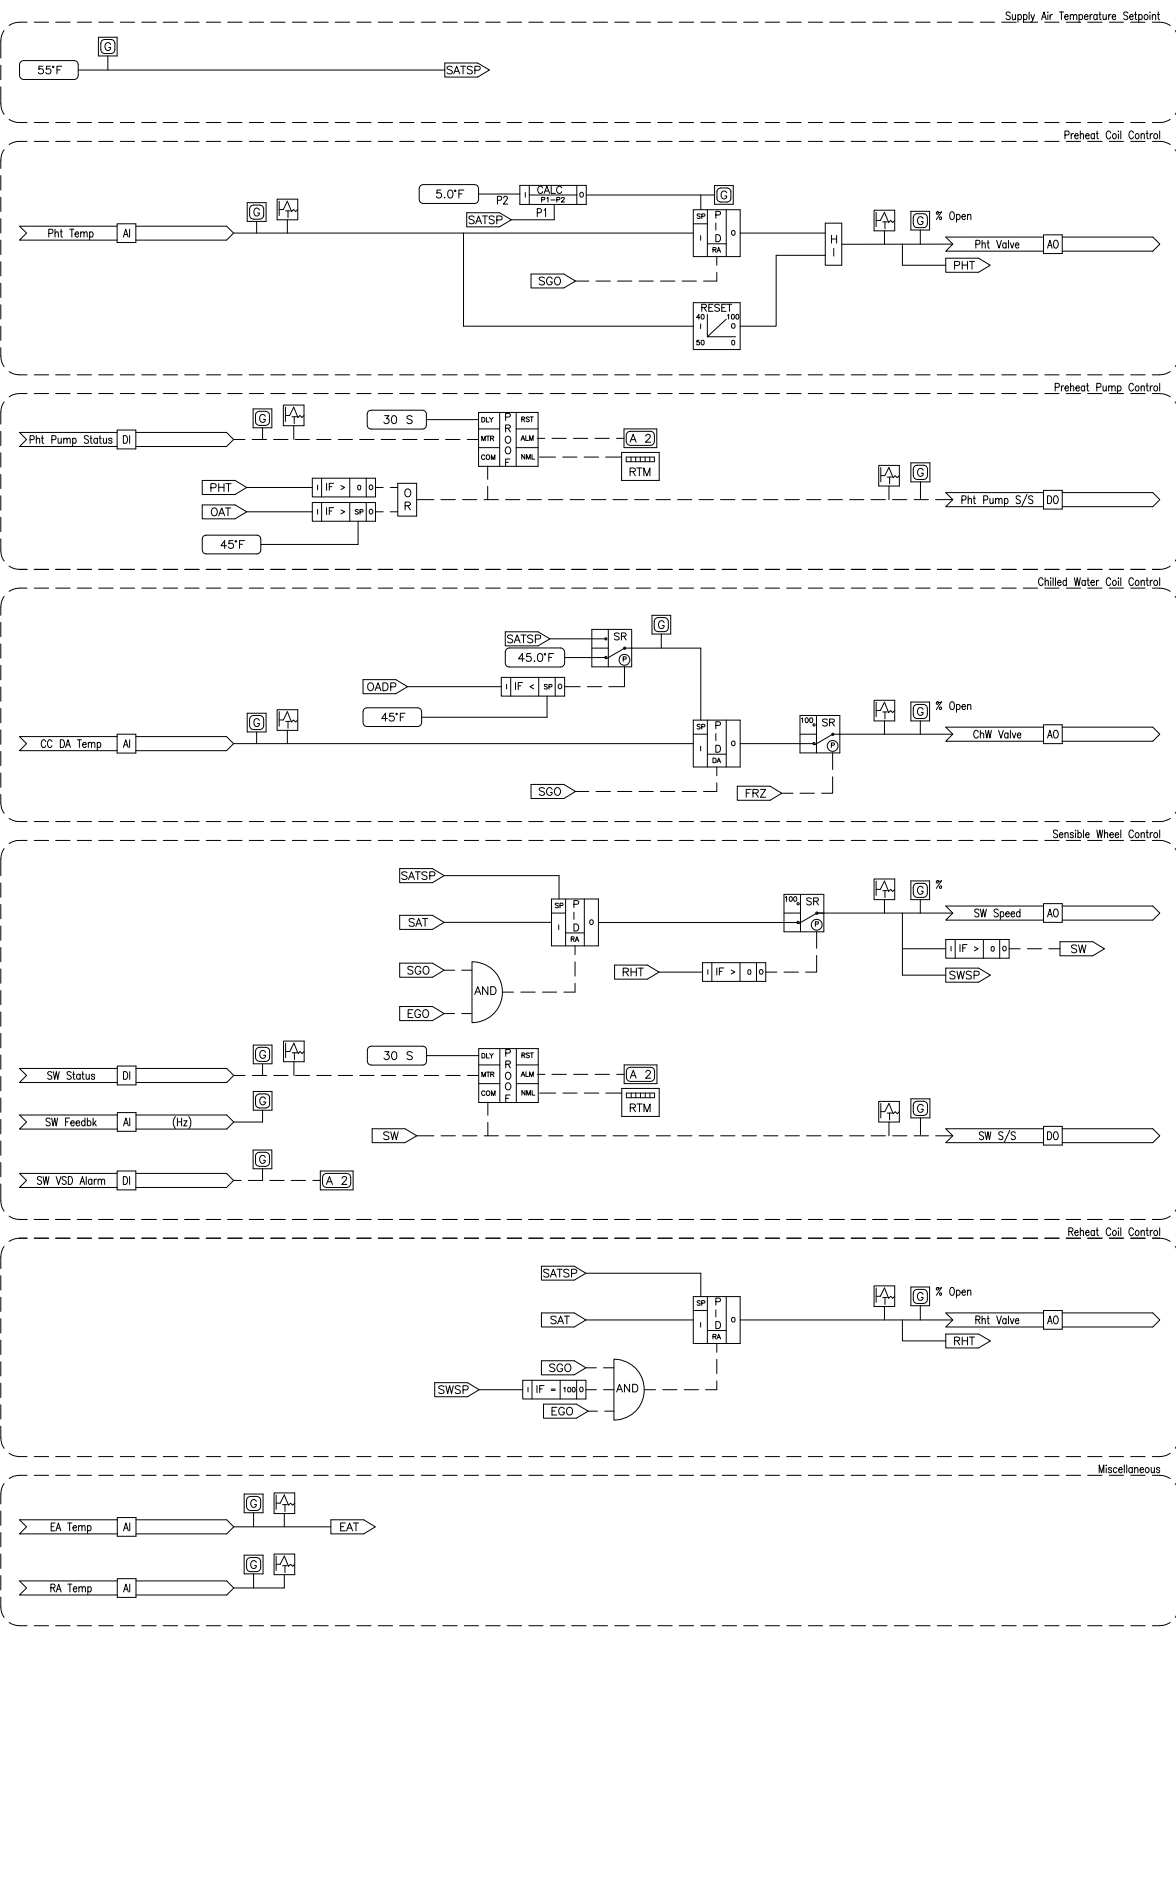 Supply Air Temperature Setpoint
G
55°F
SATSP
Preheat Coil Control
5.0°F
P2
I CALC P1-P2 O
G
SATSP
P1
G
T
Pht Temp AI
SP I PID RA O
HI
T
G % Open
Pht Valve AO
PHT
SGO
RESET
40 100
I O
50 0
Preheat Pump Control
G
T
30 S
Pht Pump Status DI
DLY MTR COM PROOF RST ALM NML
A 2
RTM
PHT
I IF > 0 O
OAT
I IF > SP O
OR
45°F
T
G
Pht Pump S/S DO
Chilled Water Coil Control
SATSP
45.0°F
SR
P
G
OADP
I IF < SP O
45°F
G
T
CC DA Temp AI
SP I PID DA O
100 SR
P
T
G % Open
ChW Valve AO
SGO
FRZ
Sensible Wheel Control
SATSP
SAT
SP I PID RA O
100 SR
P
T
G %
SW Speed AO
SGO
EGO
AND
RHT
I IF > 0 O
I IF > 0 O
SW
SWSP
G
T
30 S
SW Status DI
DLY MTR COM PROOF RST ALM NML
A 2
RTM
G
SW Feedbk AI (Hz)
SW
T
G
SW S/S DO
G
SW VSD Alarm DI
A 2
Reheat Coil Control
SATSP
SAT
SP I PID RA O
T
G % Open
Rht Valve AO
RHT
SGO
SWSP
I IF = 100 O
EGO
AND
Miscellaneous
G
T
EA Temp AI
EAT
G
T
RA Temp AI